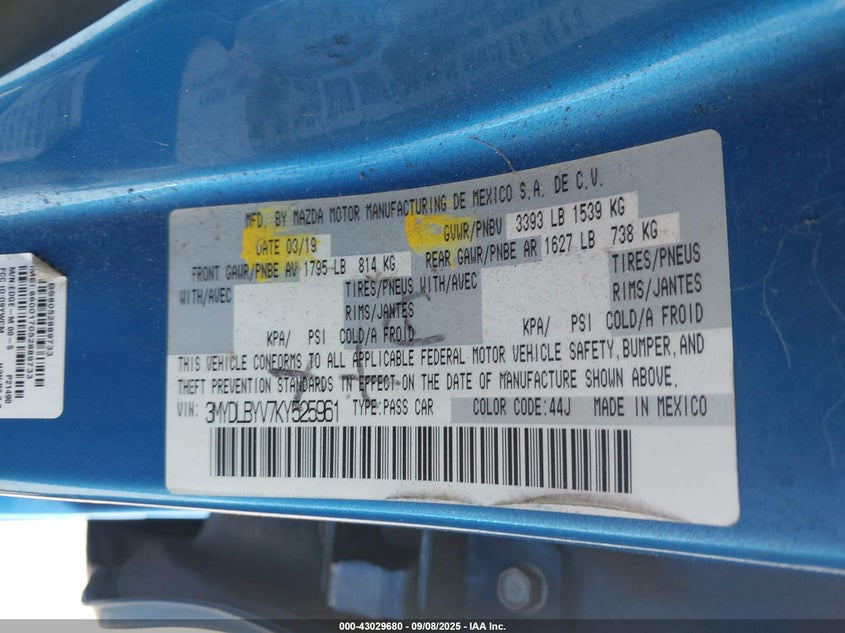 MFD. BY MAZDA MOTOR MANUFACTURING DE MEXICO S.A. DE C.V.
DATE 03/19 GVWR/PNBV 3393 LB 1539 KG
FRONT GAWR/PNBE AV 1795 LB 814 KG REAR GAWR/PNBE AR 1627 LB 738 KG
WITH/AVEC TIRES/PNEUS WITH/AVEC TIRES/PNEUS
RIMS/JANTES RIMS/JANTES
KPA/ PSI COLD/A FROID KPA/ PSI COLD/A FROID
THIS VEHICLE CONFORMS TO ALL APPLICABLE FEDERAL MOTOR VEHICLE SAFETY, BUMPER, AND
THEFT PREVENTION STANDARDS IN EFFECT ON THE DATE OF MANUFACTURE SHOWN ABOVE.
VIN: 3MYDLBYV7KY525961 TYPE: PASS CAR COLOR CODE: 44J MADE IN MEXICO
P21490
000-43029680 - 09/08/2025 - IAA Inc.